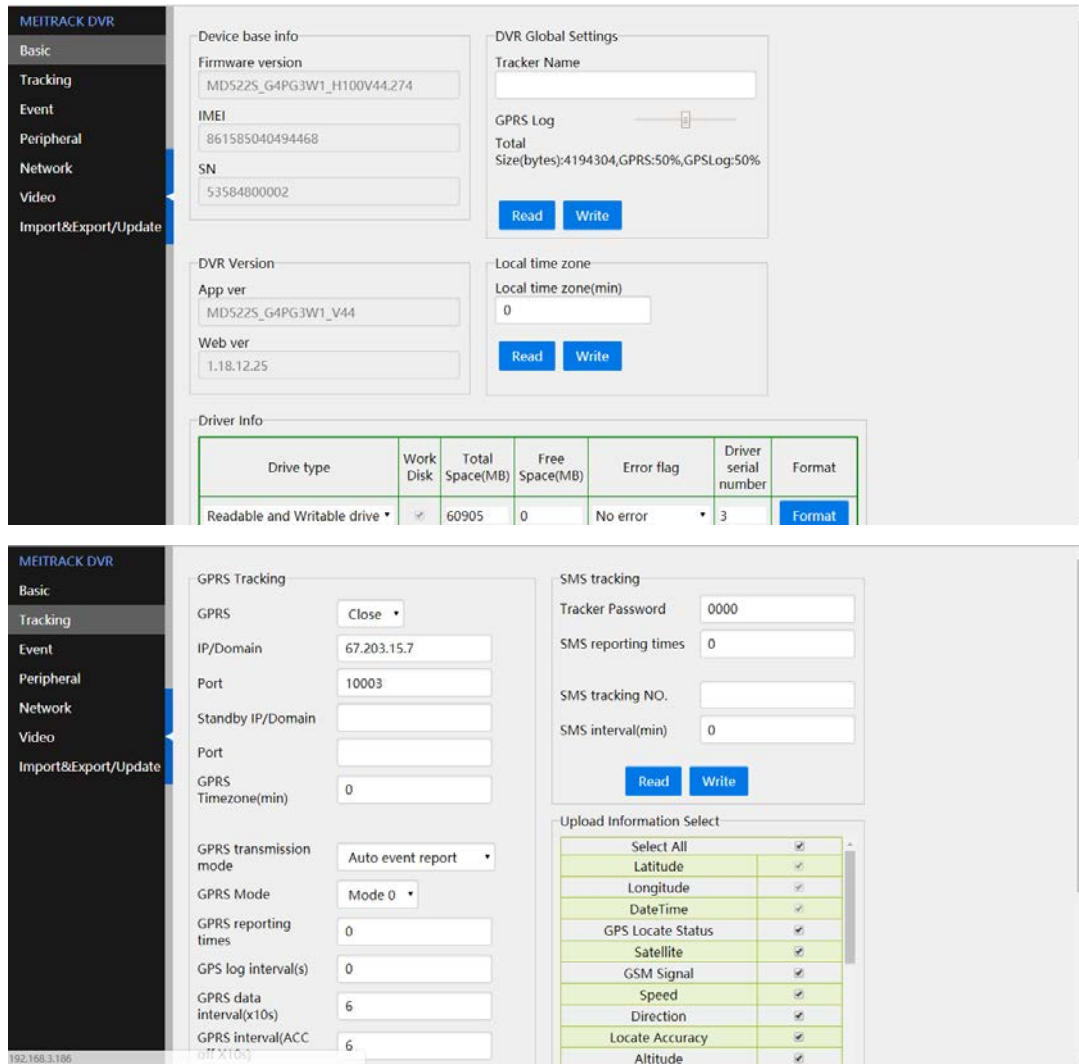 MEITRACK DVR
Basic
Tracking
Event
Peripheral
Network
Video
Import&Export/Update
Device base info
Firmware version
MD522S_G4PG3W1_H100V44.274
IMEI
861585040494468
SN
53584800002
DVR Global Settings
Tracker Name
GPRS Log
Total
Size(bytes):4194304,GPRS:50%,GPSLog:50%
Read Write
DVR Version
App ver
MD522S_G4PG3W1_V44
Web ver
1.18.12.25
Local time zone
Local time zone(min)
0
Read Write
Driver Info
Drive type Work Disk Total Space(MB) Free Space(MB) Error flag Driver serial number Format
Readable and Writable drive 60905 0 No error 3 Format
MEITRACK DVR
Basic
Tracking
Event
Peripheral
Network
Video
Import&Export/Update
192.168.3.186
GPRS Tracking
GPRS Close
IP/Domain 67.203.15.7
Port 10003
Standby IP/Domain
Port
GPRS
Timezone(min) 0
GPRS transmission
mode Auto event report
GPRS Mode Mode 0
GPRS reporting
times 0
GPS log interval(s) 0
GPRS data
interval(x10s) 6
GPRS interval(ACC
off X10s) 6
SMS tracking
Tracker Password 0000
SMS reporting times 0
SMS tracking NO.
SMS interval(min) 0
Read Write
Upload Information Select
Select All
Latitude
Longitude
DateTime
GPS Locate Status
Satellite
GSM Signal
Speed
Direction
Locate Accuracy
Altitude